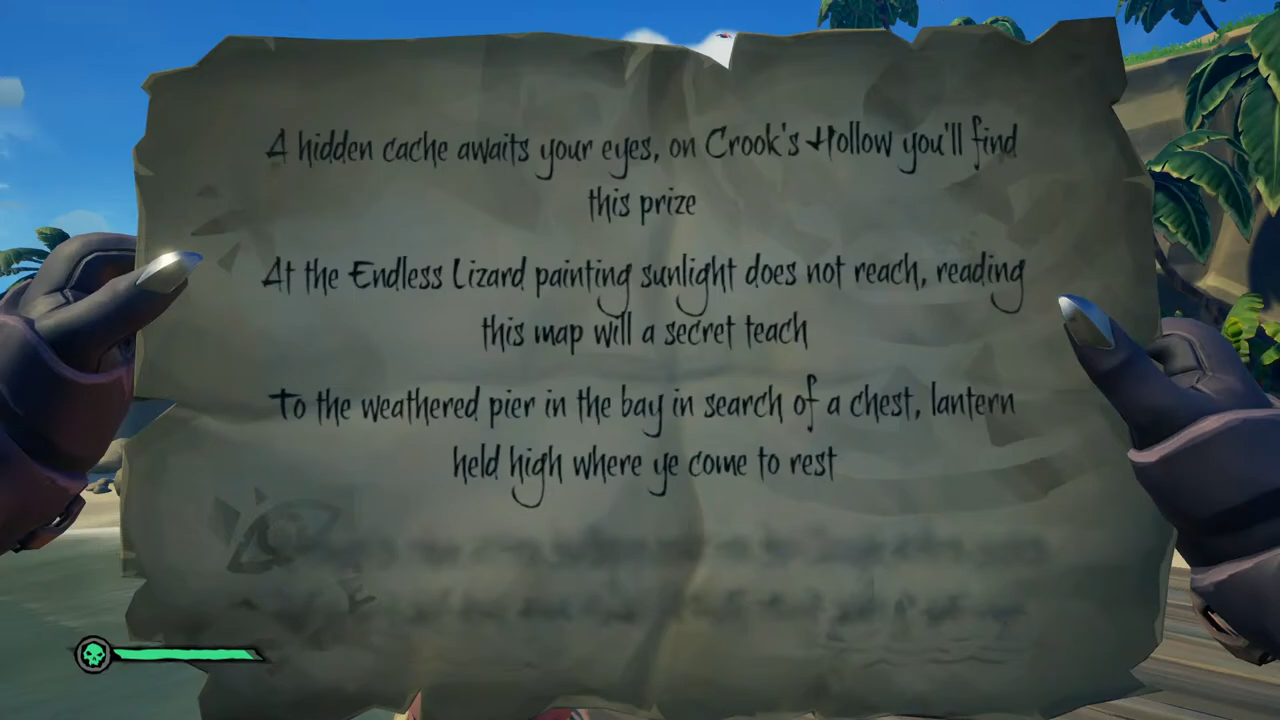 A hidden cache awaits your eyes, on Crook's Hollow you'll find
this prize
At the Endless Lizard painting sunlight does not reach, reading
this map will a secret teach
To the weathered pier in the bay in search of a chest, lantern
held high where ye come to rest